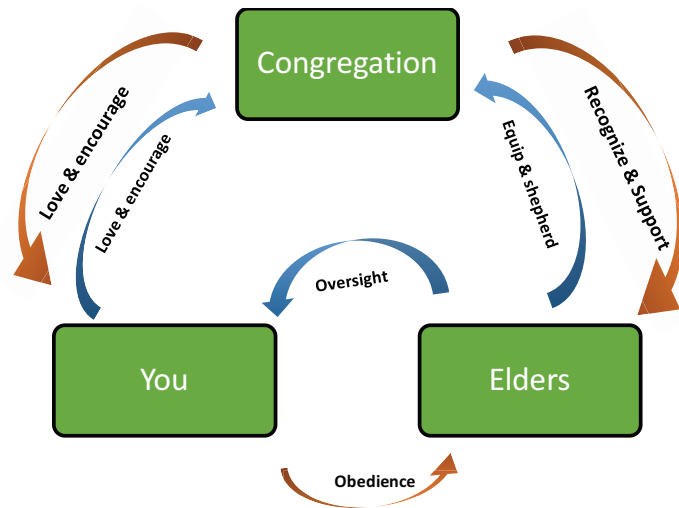 Congregation
Love & encourage
Love & encourage
Equip & shepherd
Recognize & Support
Oversight
You
Elders
Obedience